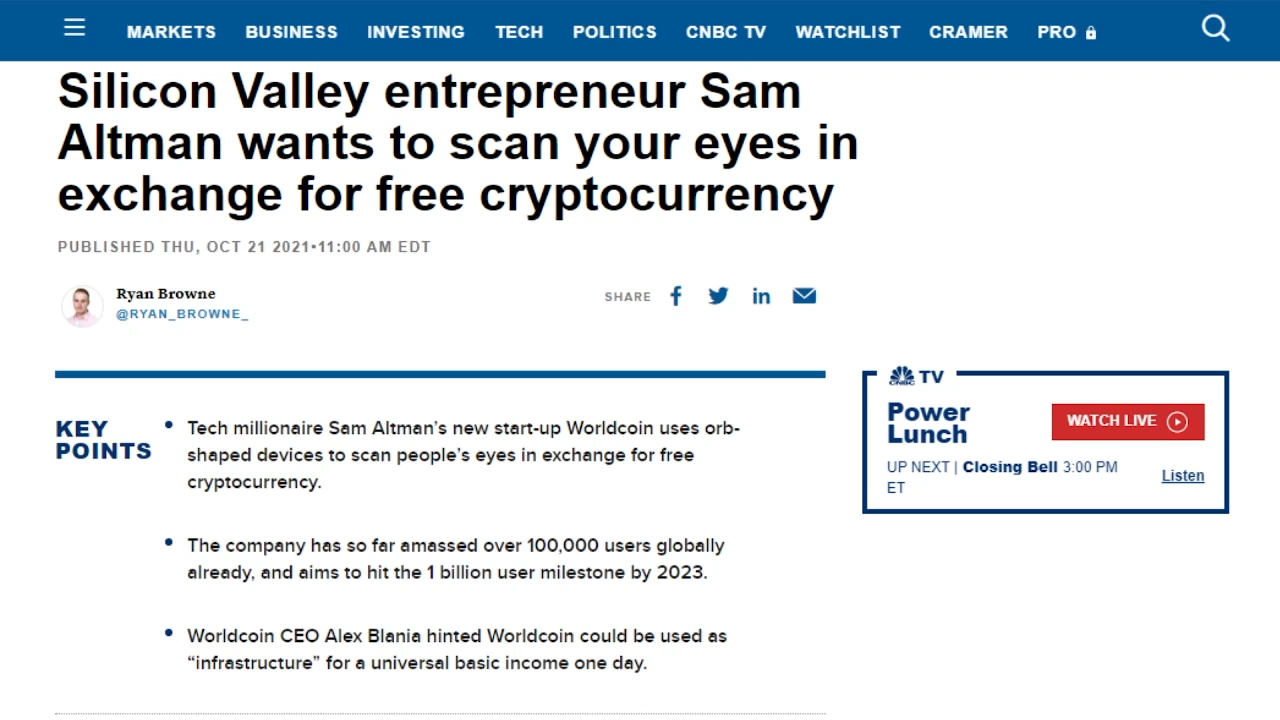 MARKETS BUSINESS INVESTING TECH POLITICS CNBC TV WATCHLIST CRAMER PRO
Silicon Valley entrepreneur Sam
Altman wants to scan your eyes in
exchange for free cryptocurrency
PUBLISHED THU, OCT 21 2021•11:00 AM EDT
Ryan Browne
@RYAN_BROWNE_
SHARE
KEY
POINTS
• Tech millionaire Sam Altman’s new start-up Worldcoin uses orb-
shaped devices to scan people’s eyes in exchange for free
cryptocurrency.
• The company has so far amassed over 100,000 users globally
already, and aims to hit the 1 billion user milestone by 2023.
• Worldcoin CEO Alex Blania hinted Worldcoin could be used as
“infrastructure” for a universal basic income one day.
CNBC TV
Power
Lunch
WATCH LIVE
UP NEXT | Closing Bell 3:00 PM
ET
Listen